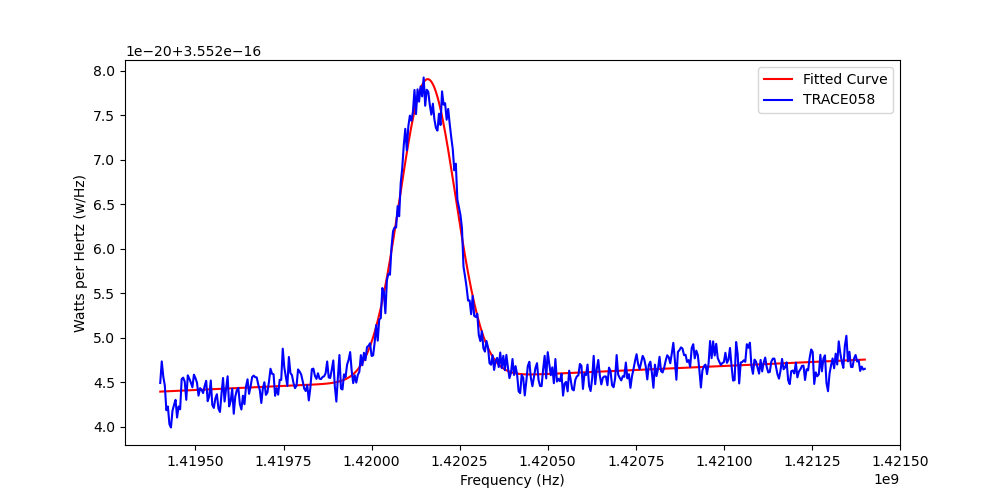 1e−20+3.552e−16
8.0
7.5
7.0
6.5
6.0
5.5
5.0
4.5
4.0
Watts per Hertz (w/Hz)
Fitted Curve
TRACE058
1.41950 1.41975 1.42000 1.42025 1.42050 1.42075 1.42100 1.42125 1.42150
Frequency (Hz)
1e9